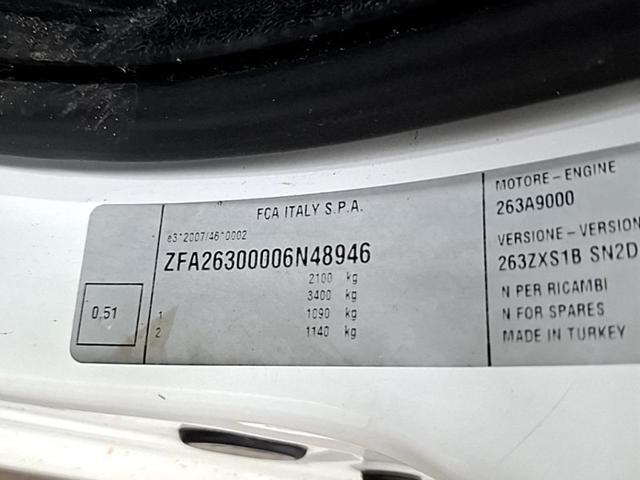 FCA ITALY S.P.A.
e3*2007/46*0002
ZFA26300006N48946
2100 kg
3400 kg
1 1090 kg
2 1140 kg
0,51
MOTORE - ENGINE
263A9000
VERSIONE - VERSION
263ZXS1B SN2D
N PER RICAMBI
N FOR SPARES
MADE IN TURKEY